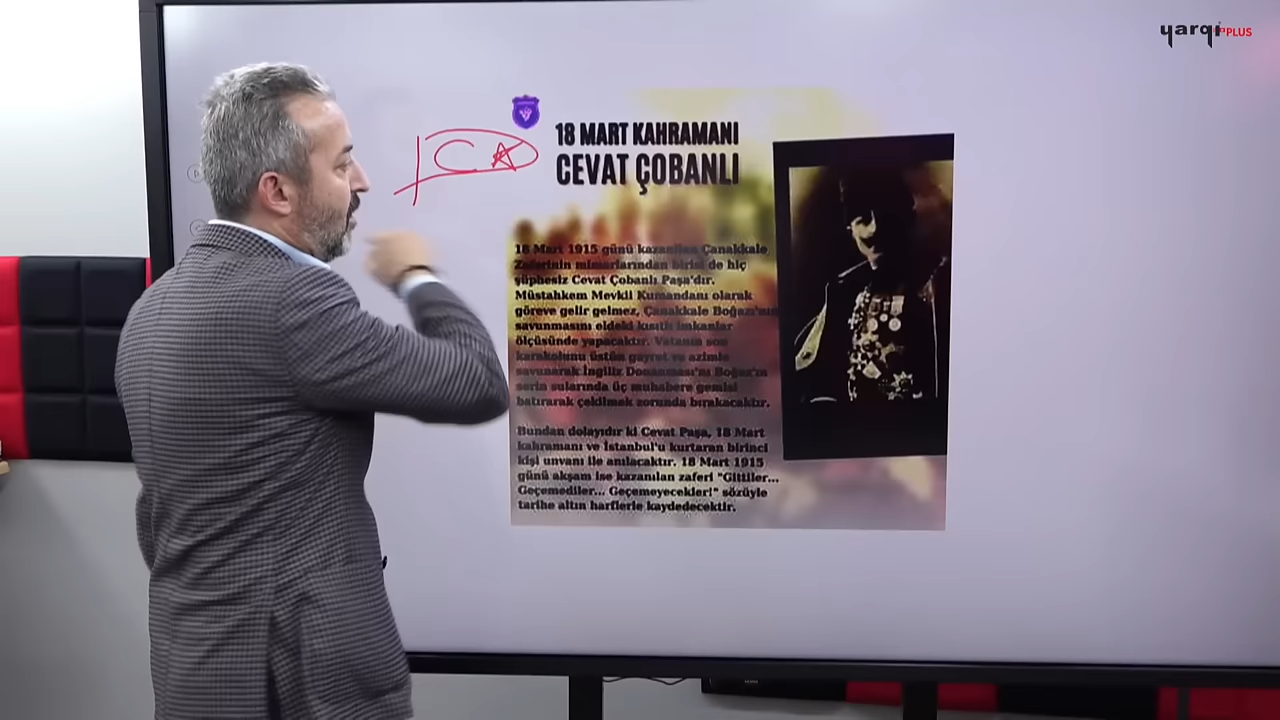 yargı PLUS
18 MART KAHRAMANI
CEVAT ÇOBANLI
18 Mart 1915 günü kazanılan Çanakkale
Zaferinin mimarlarından birisi de hiç
şüphesiz Cevat Çobanlı Paşa'dır.
Müstahkem Mevkii Kumandanı olarak
göreve gelir gelmez, Çanakkale Boğazı'nın
savunmasını eldeki kısıtlı imkanlar
ölçüsünde yapacaktır. Vatanın son
karakolunu üstün gayret ve azimle
savunarak İngiliz Donanması'nı Boğaz'ın
serin sularında üç muhabere gemisi
batırarak çekilmek zorunda bırakacaktır.
Bundan dolayıdır ki Cevat Paşa, 18 Mart
kahramanı ve İstanbul'u kurtaran birinci
kişi unvanı ile anılacaktır. 18 Mart 1915
günü akşam ise kazanılan zaferi "Gittiler...
Geçemediler... Geçemeyecekler!" sözüyle
tarihe altın harflerle kaydedecektir.